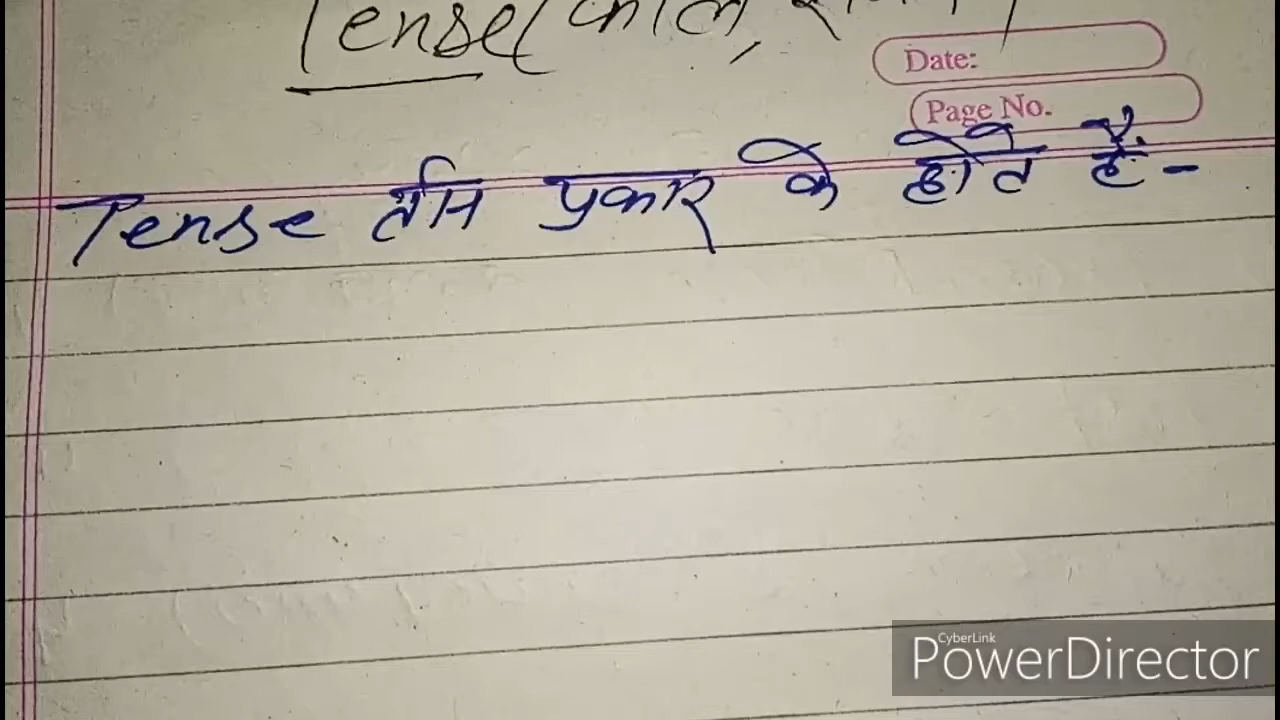 Tense (काल,
Date:
Page No.
Tense तीन प्रकार के होते हैं-
CyberLink
PowerDirector